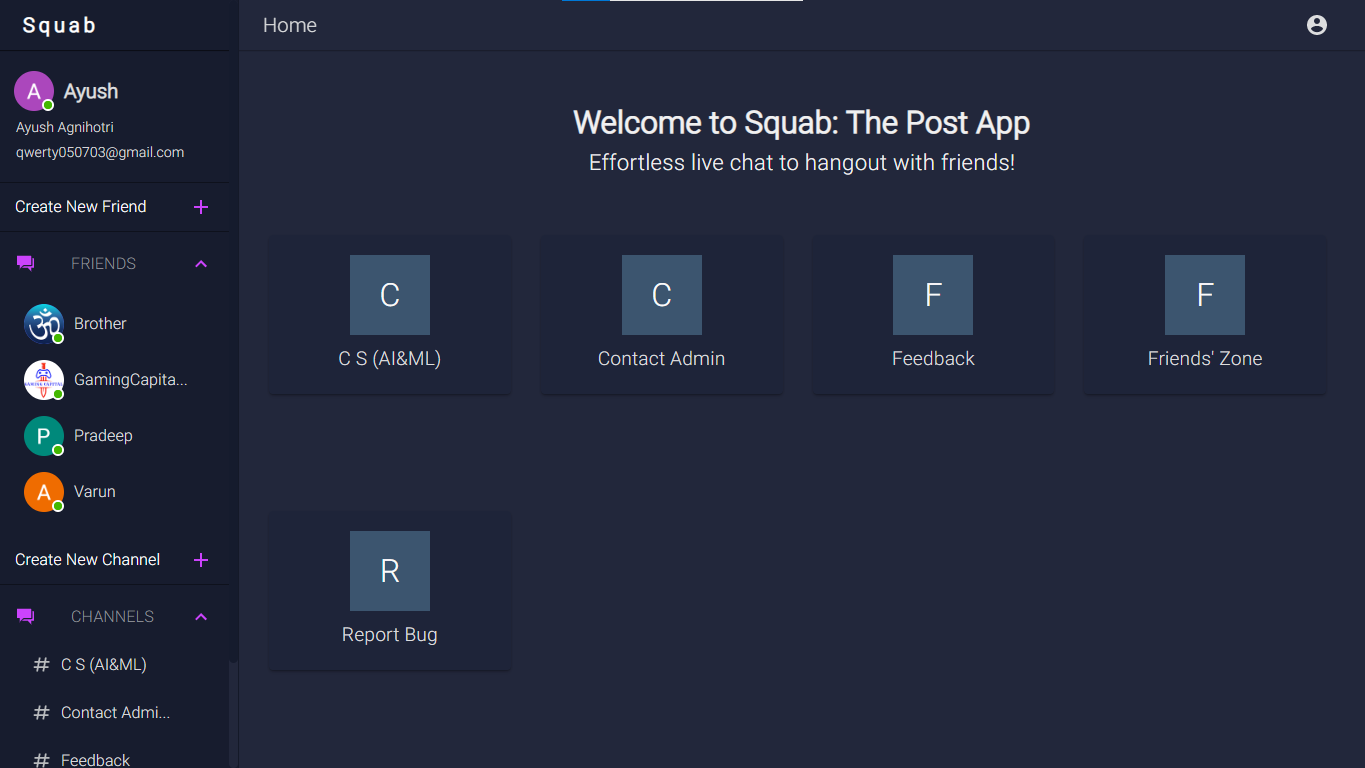 Squab
Home
A
Ayush
Ayush Agnihotri
qwerty050703@gmail.com
Create New Friend
FRIENDS
ॐ
Brother
GAMING CAPITAL
GamingCapita...
P
Pradeep
A
Varun
Create New Channel
CHANNELS
# C S (AI&ML)
# Contact Admi...
# Feedback
Welcome to Squab: The Post App
Effortless live chat to hangout with friends!
C
C S (AI&ML)
C
Contact Admin
F
Feedback
F
Friends' Zone
R
Report Bug